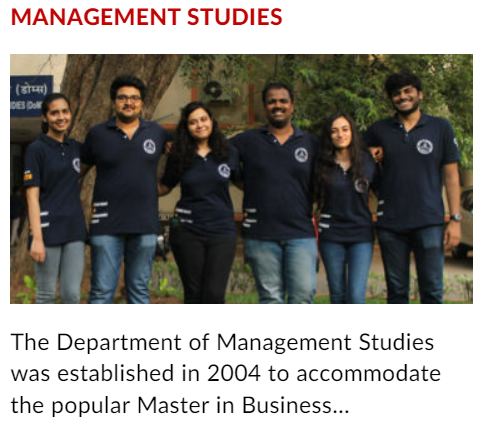 MANAGEMENT STUDIES
(डोम्स)
DIES (DoM
The Department of Management Studies
was established in 2004 to accommodate
the popular Master in Business...